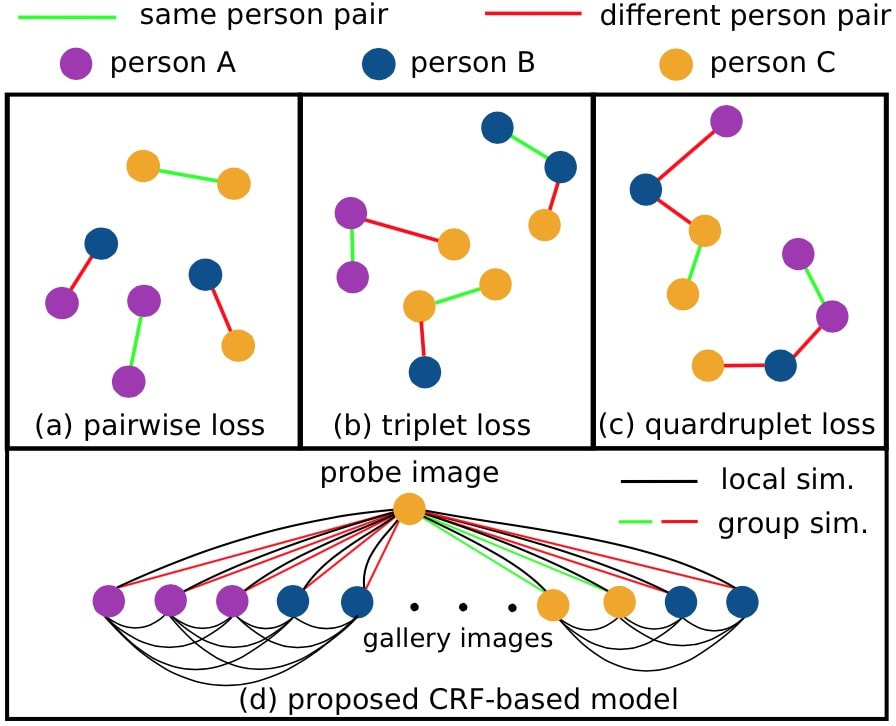 same person pair
different person pair
person A
person B
person C
(a) pairwise loss
(b) triplet loss
(c) quardruplet loss
probe image
local sim.
group sim.
gallery images
(d) proposed CRF-based model